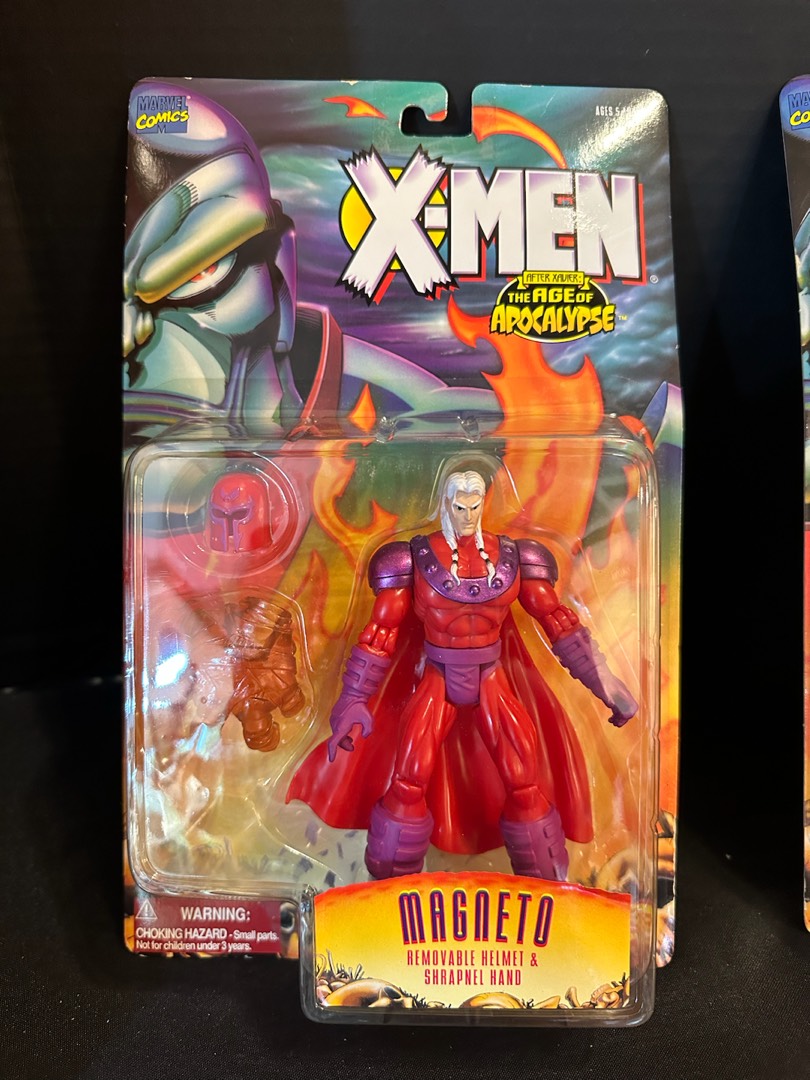 MARVEL
COMICS
M
AGES 5
X-MEN
AFTER XAVIER:
THE AGE OF
APOCALYPSE™
WARNING:
CHOKING HAZARD - Small parts.
Not for children under 3 years.
MAGNETO
REMOVABLE HELMET &
SHRAPNEL HAND